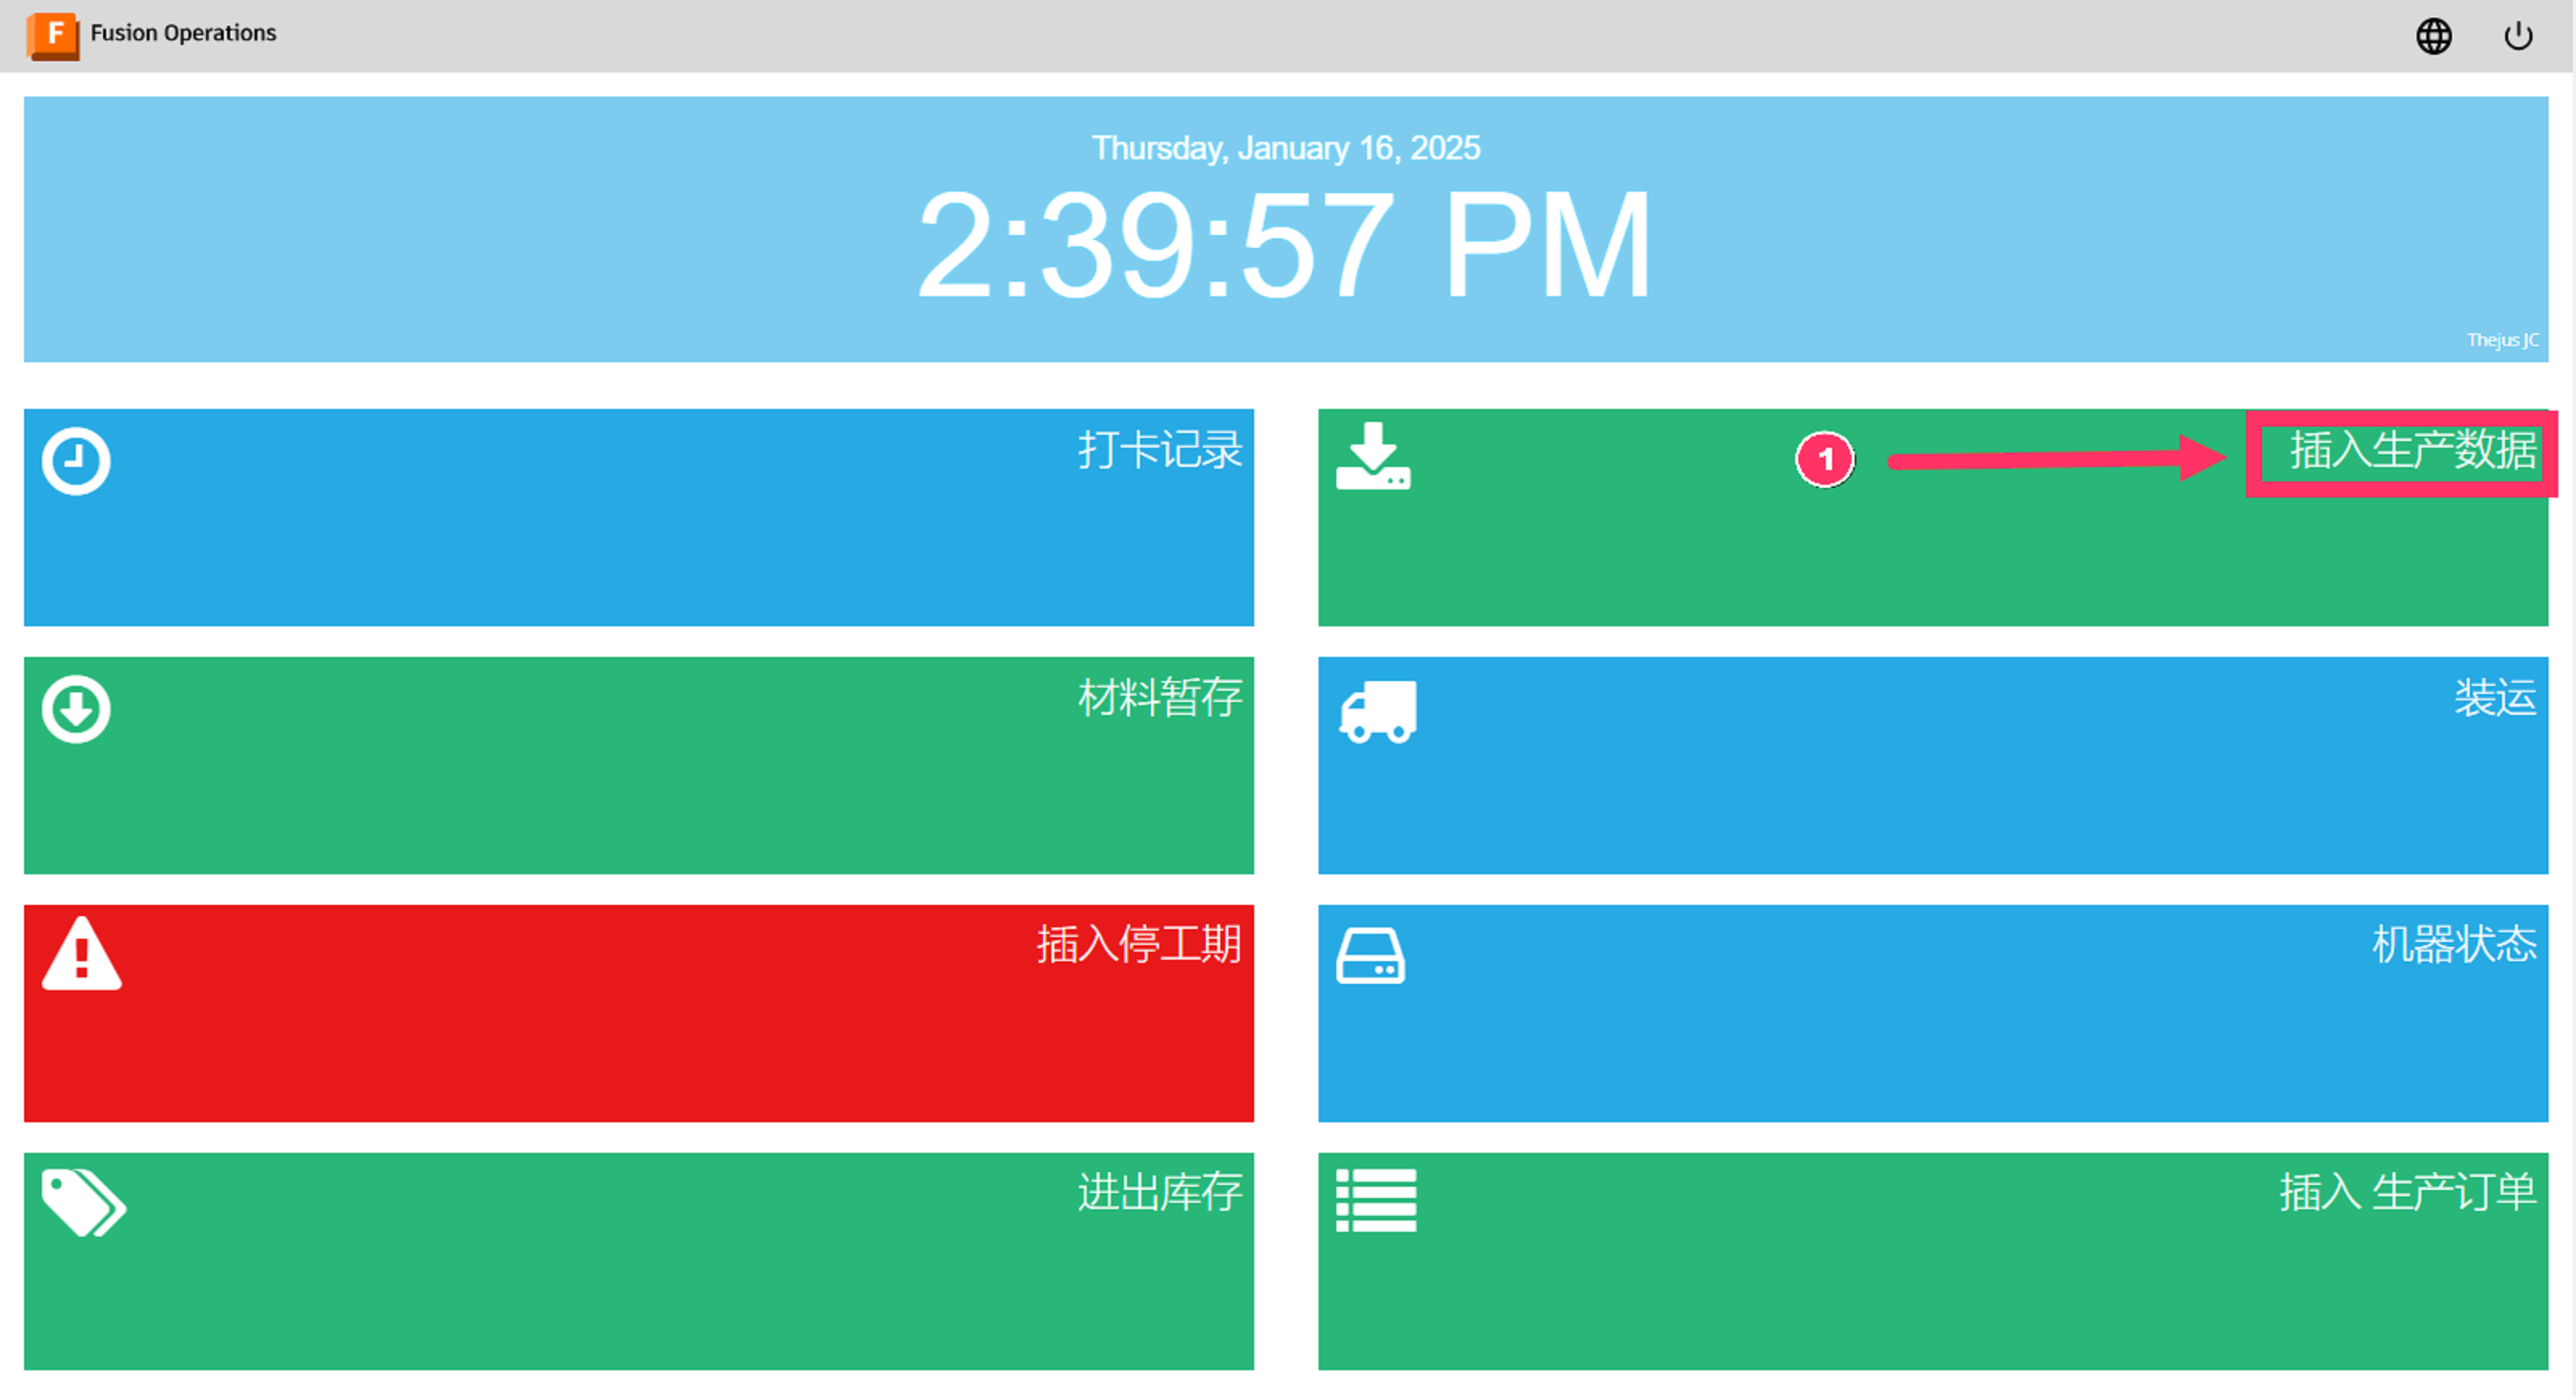 F Fusion Operations
Thursday, January 16, 2025
2:39:57 PM
Thejus JC
打卡记录
1 插入生产数据
材料暂存
装运
插入停工期
机器状态
进出库存
插入 生产订单